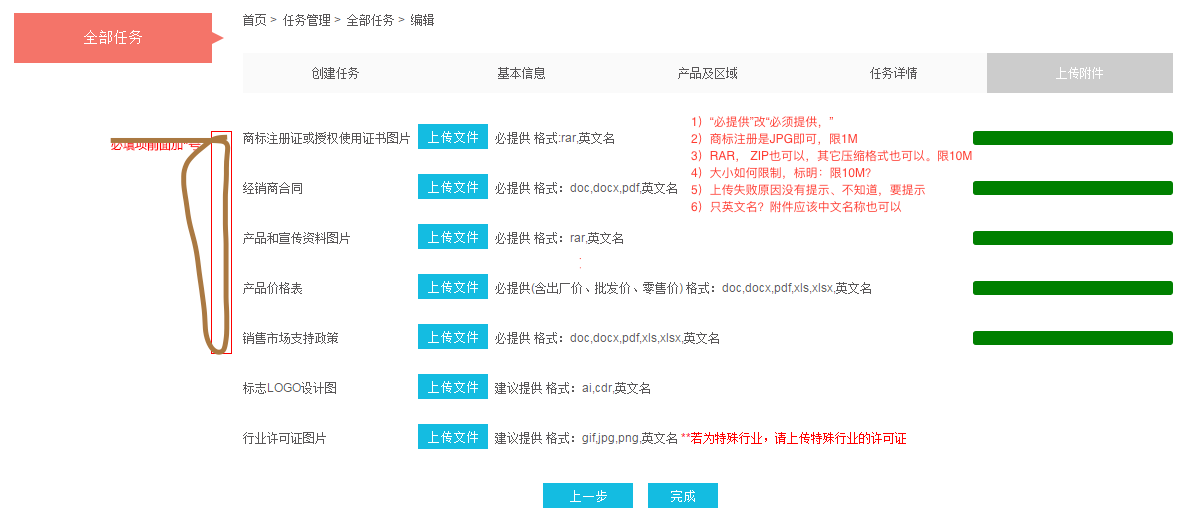 全部任务
首页 > 任务管理 > 全部任务 > 编辑
创建任务 基本信息 产品及区域 任务详情 上传附件
1）“必提供”改“必须提供，”
2）商标注册是JPG即可，限1M
3）RAR， ZIP也可以，其它压缩格式也可以。限10M
4）大小如何限制，标明：限10M?
5）上传失败原因没有提示、不知道，要提示
6）只英文名？附件应该中文名称也可以
必填项前面加*号
商标注册证或授权使用证书图片 上传文件 必提供 格式:rar,英文名
经销商合同 上传文件 必提供 格式：doc,docx,pdf,英文名
产品和宣传资料图片 上传文件 必提供 格式：rar,英文名
产品价格表 上传文件 必提供(含出厂价、批发价、零售价) 格式：doc,docx,pdf,xls,xlsx,英文名
销售市场支持政策 上传文件 必提供 格式：doc,docx,pdf,xls,xlsx,英文名
标志LOGO设计图 上传文件 建议提供 格式：ai,cdr,英文名
行业许可证图片 上传文件 建议提供 格式：gif,jpg,png,英文名 **若为特殊行业，请上传特殊行业的许可证
上一步 完成